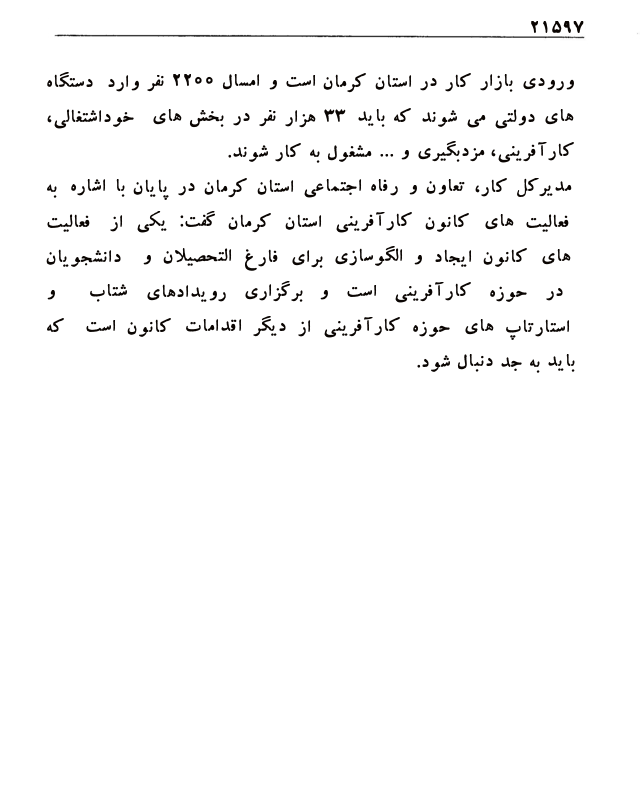 ۲۱۵۹۷
ورودی بازار کار در استان کرمان است و امسال ۲۲۰۰ نفر وارد دستگاه
های دولتی می شوند که باید ۳۳ هزار نفر در بخش های خوداشتغالی،
کارآفرینی، مزدبگیری و ... مشغول به کار شوند.
مدیرکل کار، تعاون و رفاه اجتماعی استان کرمان در پایان با اشاره به
فعالیت های کانون کارآفرینی استان کرمان گفت: یکی از فعالیت
های کانون ایجاد و الگوسازی برای فارغ التحصیلان و دانشجویان
در حوزه کارآفرینی است و برگزاری رویدادهای شتاب و
استارتاپ های حوزه کارآفرینی از دیگر اقدامات کانون است که
باید به جد دنبال شود.